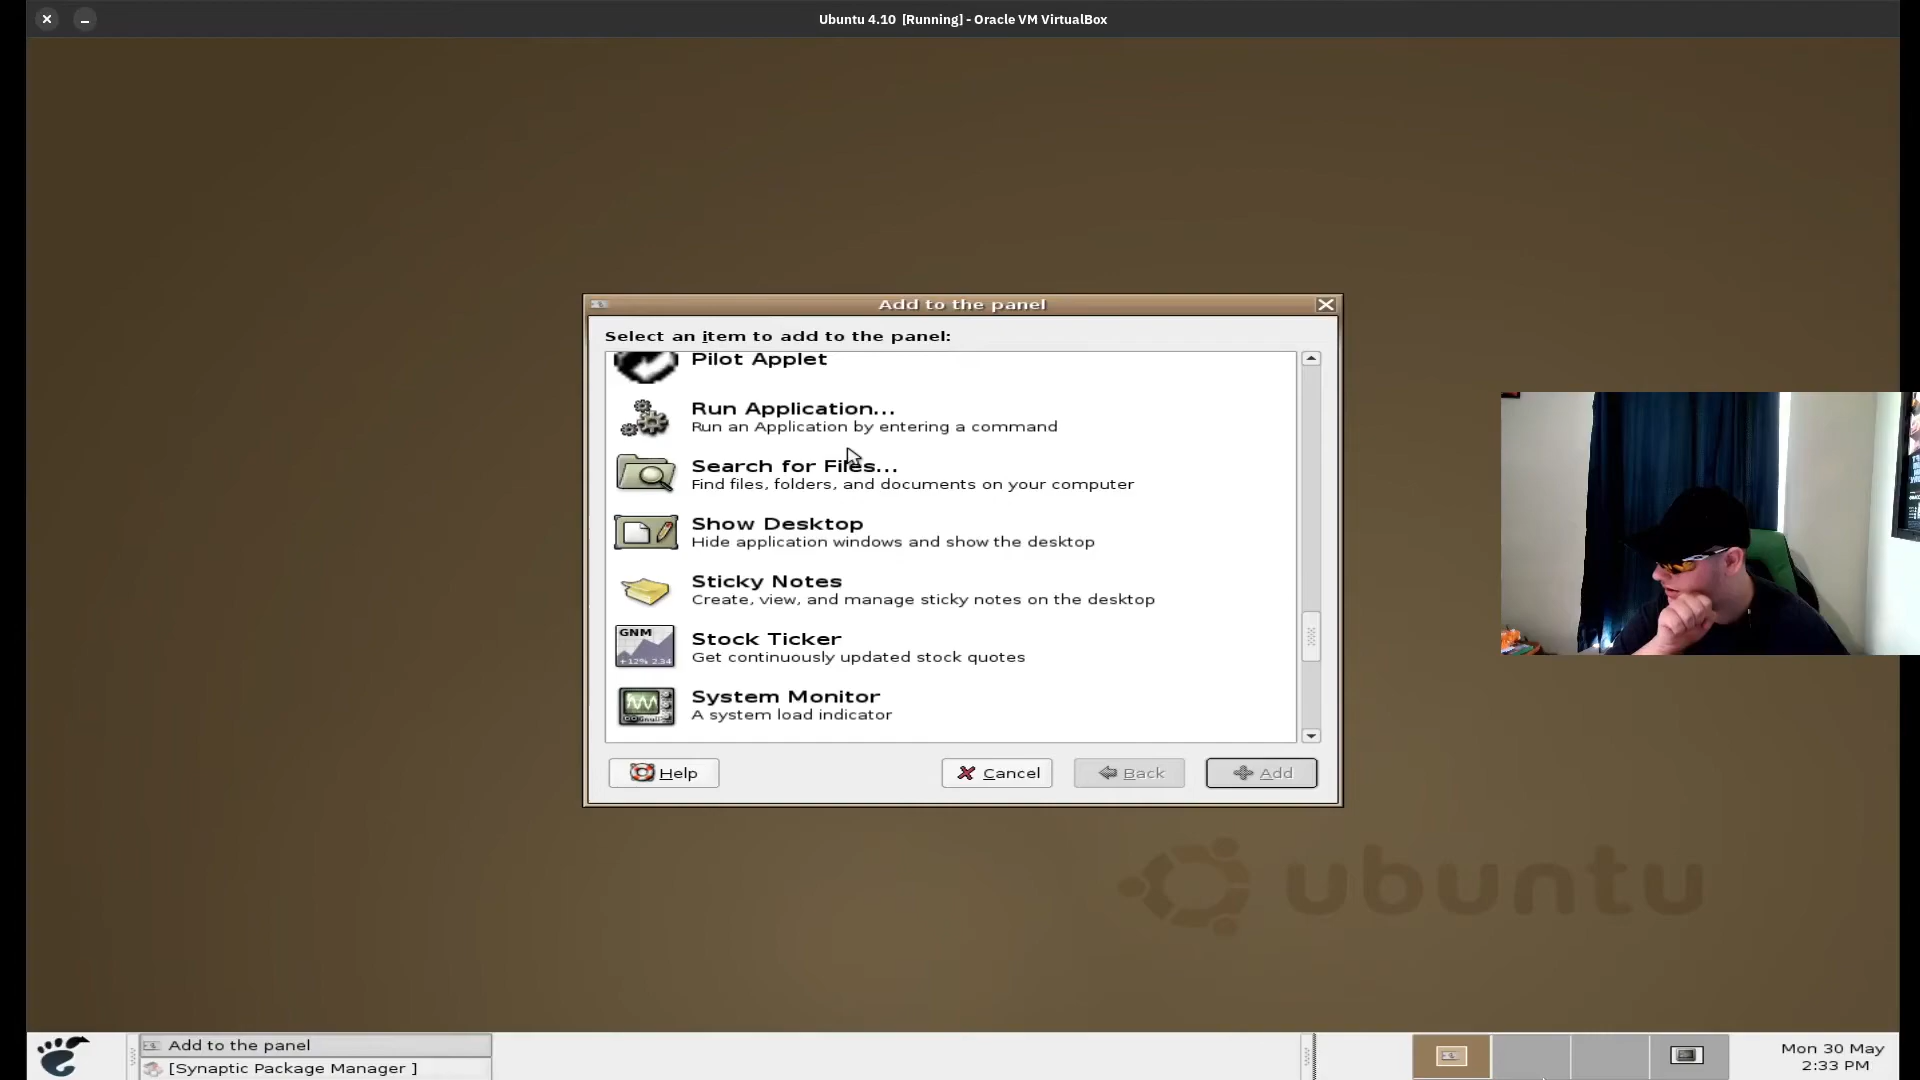 Ubuntu 4.10 [Running] - Oracle VM VirtualBox
Add to the panel
Select an item to add to the panel:
Pilot Applet
Run Application...
Run an Application by entering a command
Search for Files...
Find files, folders, and documents on your computer
Show Desktop
Hide application windows and show the desktop
Sticky Notes
Create, view, and manage sticky notes on the desktop
GNM
+12% 2.34
Stock Ticker
Get continuously updated stock quotes
System Monitor
A system load indicator
Help
Cancel
Back
Add
ubuntu
Add to the panel
[Synaptic Package Manager ]
Mon 30 May
2:33 PM